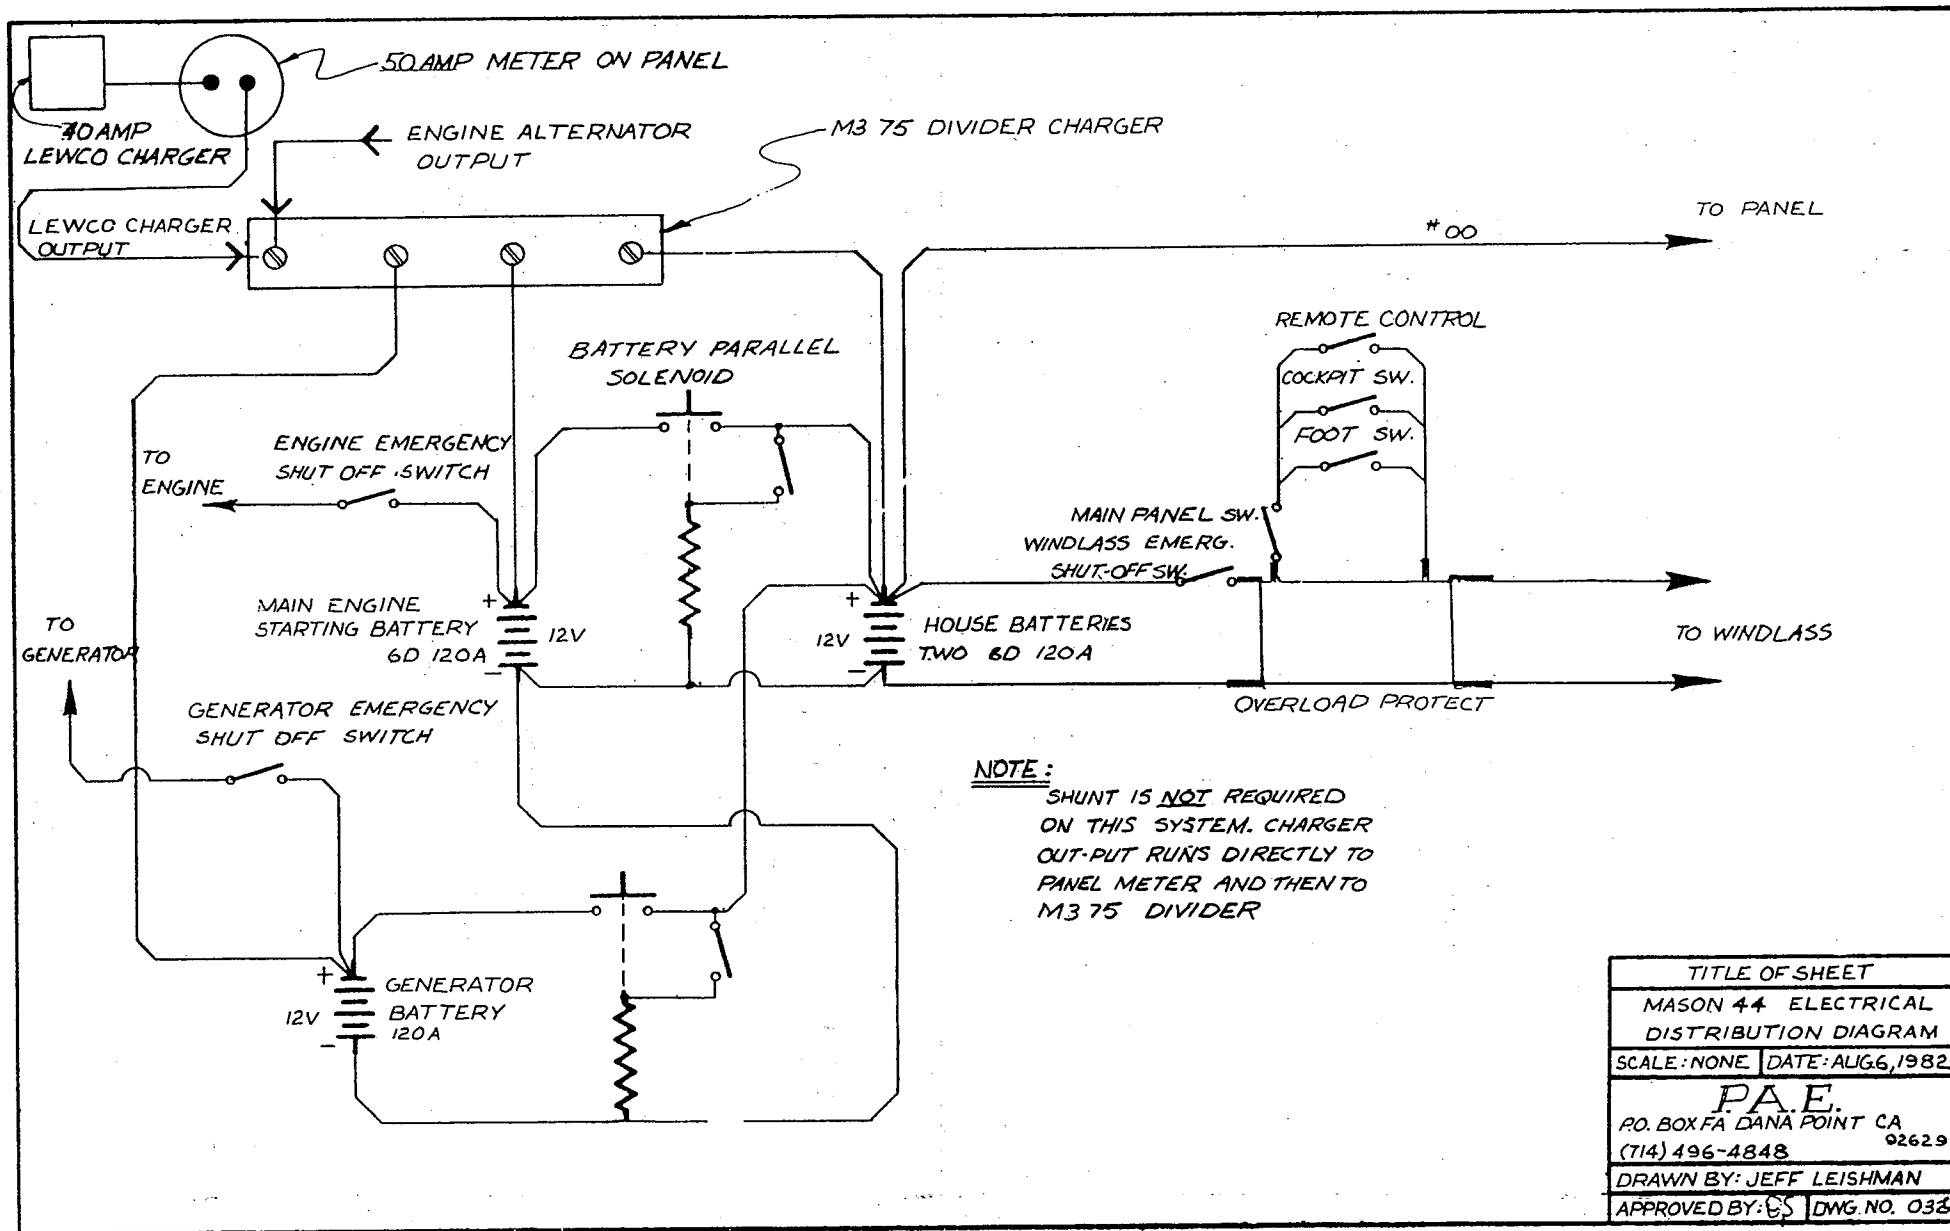 50 AMP METER ON PANEL
40 AMP
LEWCO CHARGER
ENGINE ALTERNATOR
OUTPUT
M3 75 DIVIDER CHARGER
LEWCO CHARGER
OUTPUT
# 00
TO PANEL
REMOTE CONTROL
COCKPIT SW.
FOOT SW.
BATTERY PARALLEL
SOLENOID
ENGINE EMERGENCY
SHUT OFF SWITCH
TO
ENGINE
MAIN PANEL SW.
WINDLASS EMERG.
SHUT-OFF SW.
MAIN ENGINE
STARTING BATTERY
6D 120A
+
12V
-
+
12V
-
HOUSE BATTERIES
TWO 6D 120A
TO WINDLASS
OVERLOAD PROTECT
TO
GENERATOR
GENERATOR EMERGENCY
SHUT OFF SWITCH
NOTE:
SHUNT IS NOT REQUIRED
ON THIS SYSTEM. CHARGER
OUT-PUT RUNS DIRECTLY TO
PANEL METER AND THEN TO
M3 75 DIVIDER
+
12V
-
GENERATOR
BATTERY
120A
TITLE OF SHEET
MASON 44 ELECTRICAL
DISTRIBUTION DIAGRAM
SCALE: NONE DATE: AUG 6, 1982
P.A.E.
P.O. BOX FA DANA POINT CA
92629
(714) 496-4848
DRAWN BY: JEFF LEISHMAN
APPROVED BY: DWG. NO.